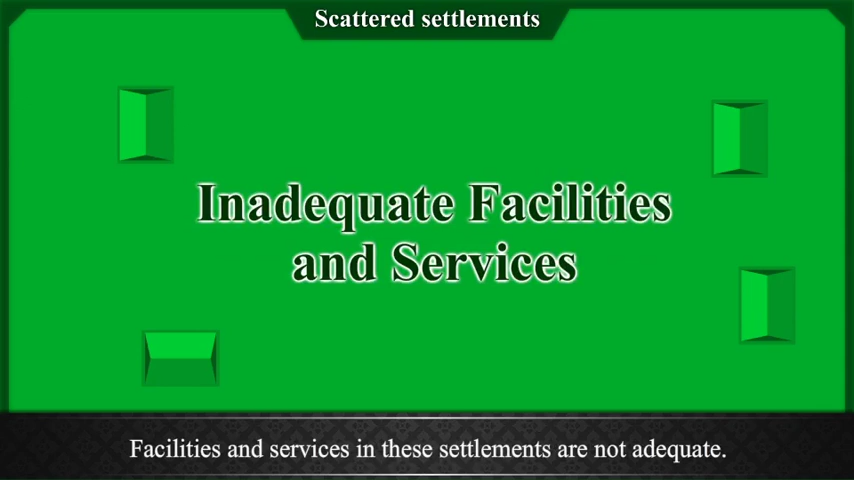 Scattered settlements
Inadequate Facilities
and Services
Facilities and services in these settlements are not adequate.